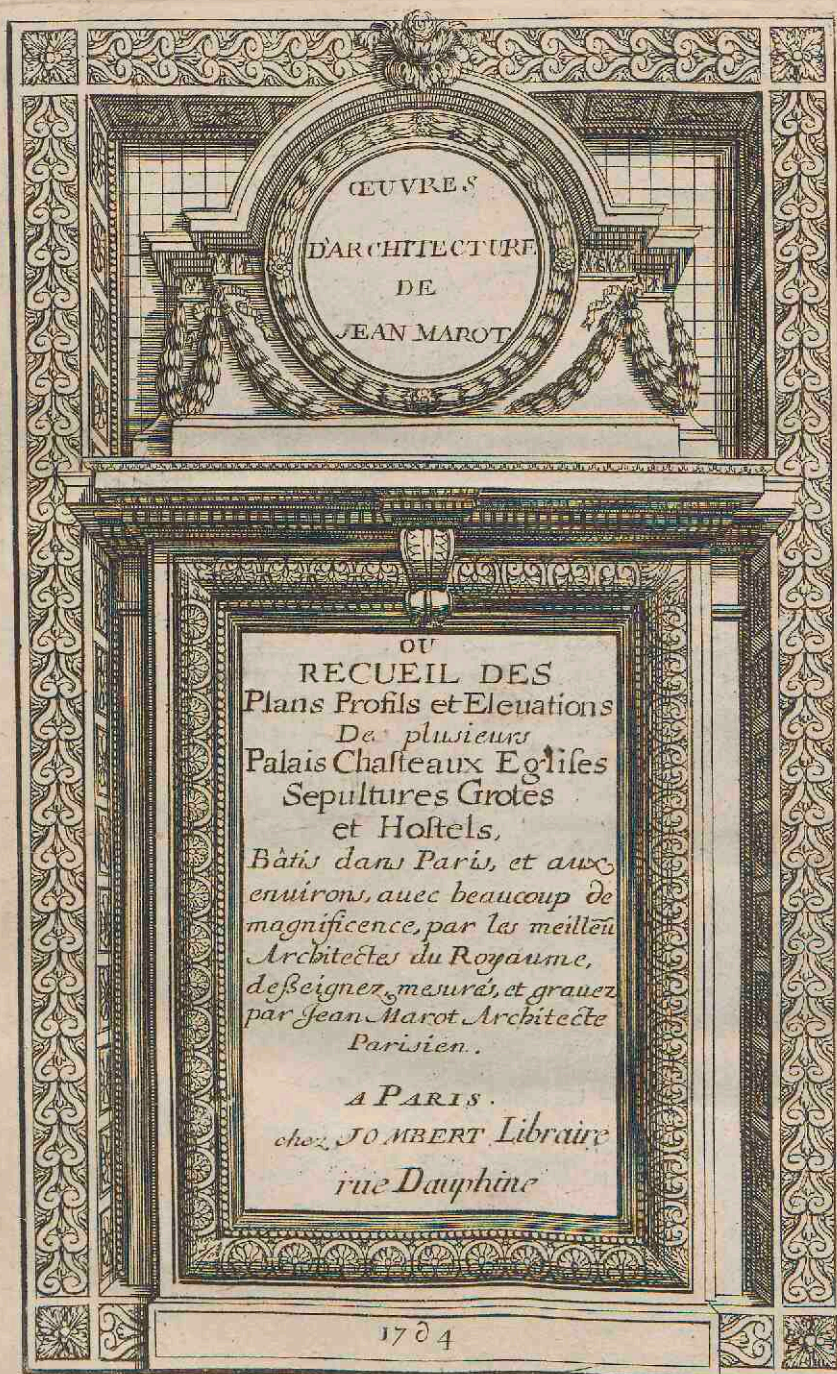 ŒUVRES
D'ARCHITECTURE
DE
JEAN MAROT
OU
RECUEIL DES
Plans Profils et Eleuations
De plusieurs
Palais Chaſteaux Egliſes
Sepultures Grotes
et Hoſtels,
Bâtis dans Paris, et aux
enuirons, auec beaucoup de
magnificence, par les meilleũ
Architectes du Royaume,
deßeignez, mesurés, et grauez
par Jean Marot Architecte
Parisien.
A PARIS.
chez JOMBERT Libraire
rue Dauphine
17∂4